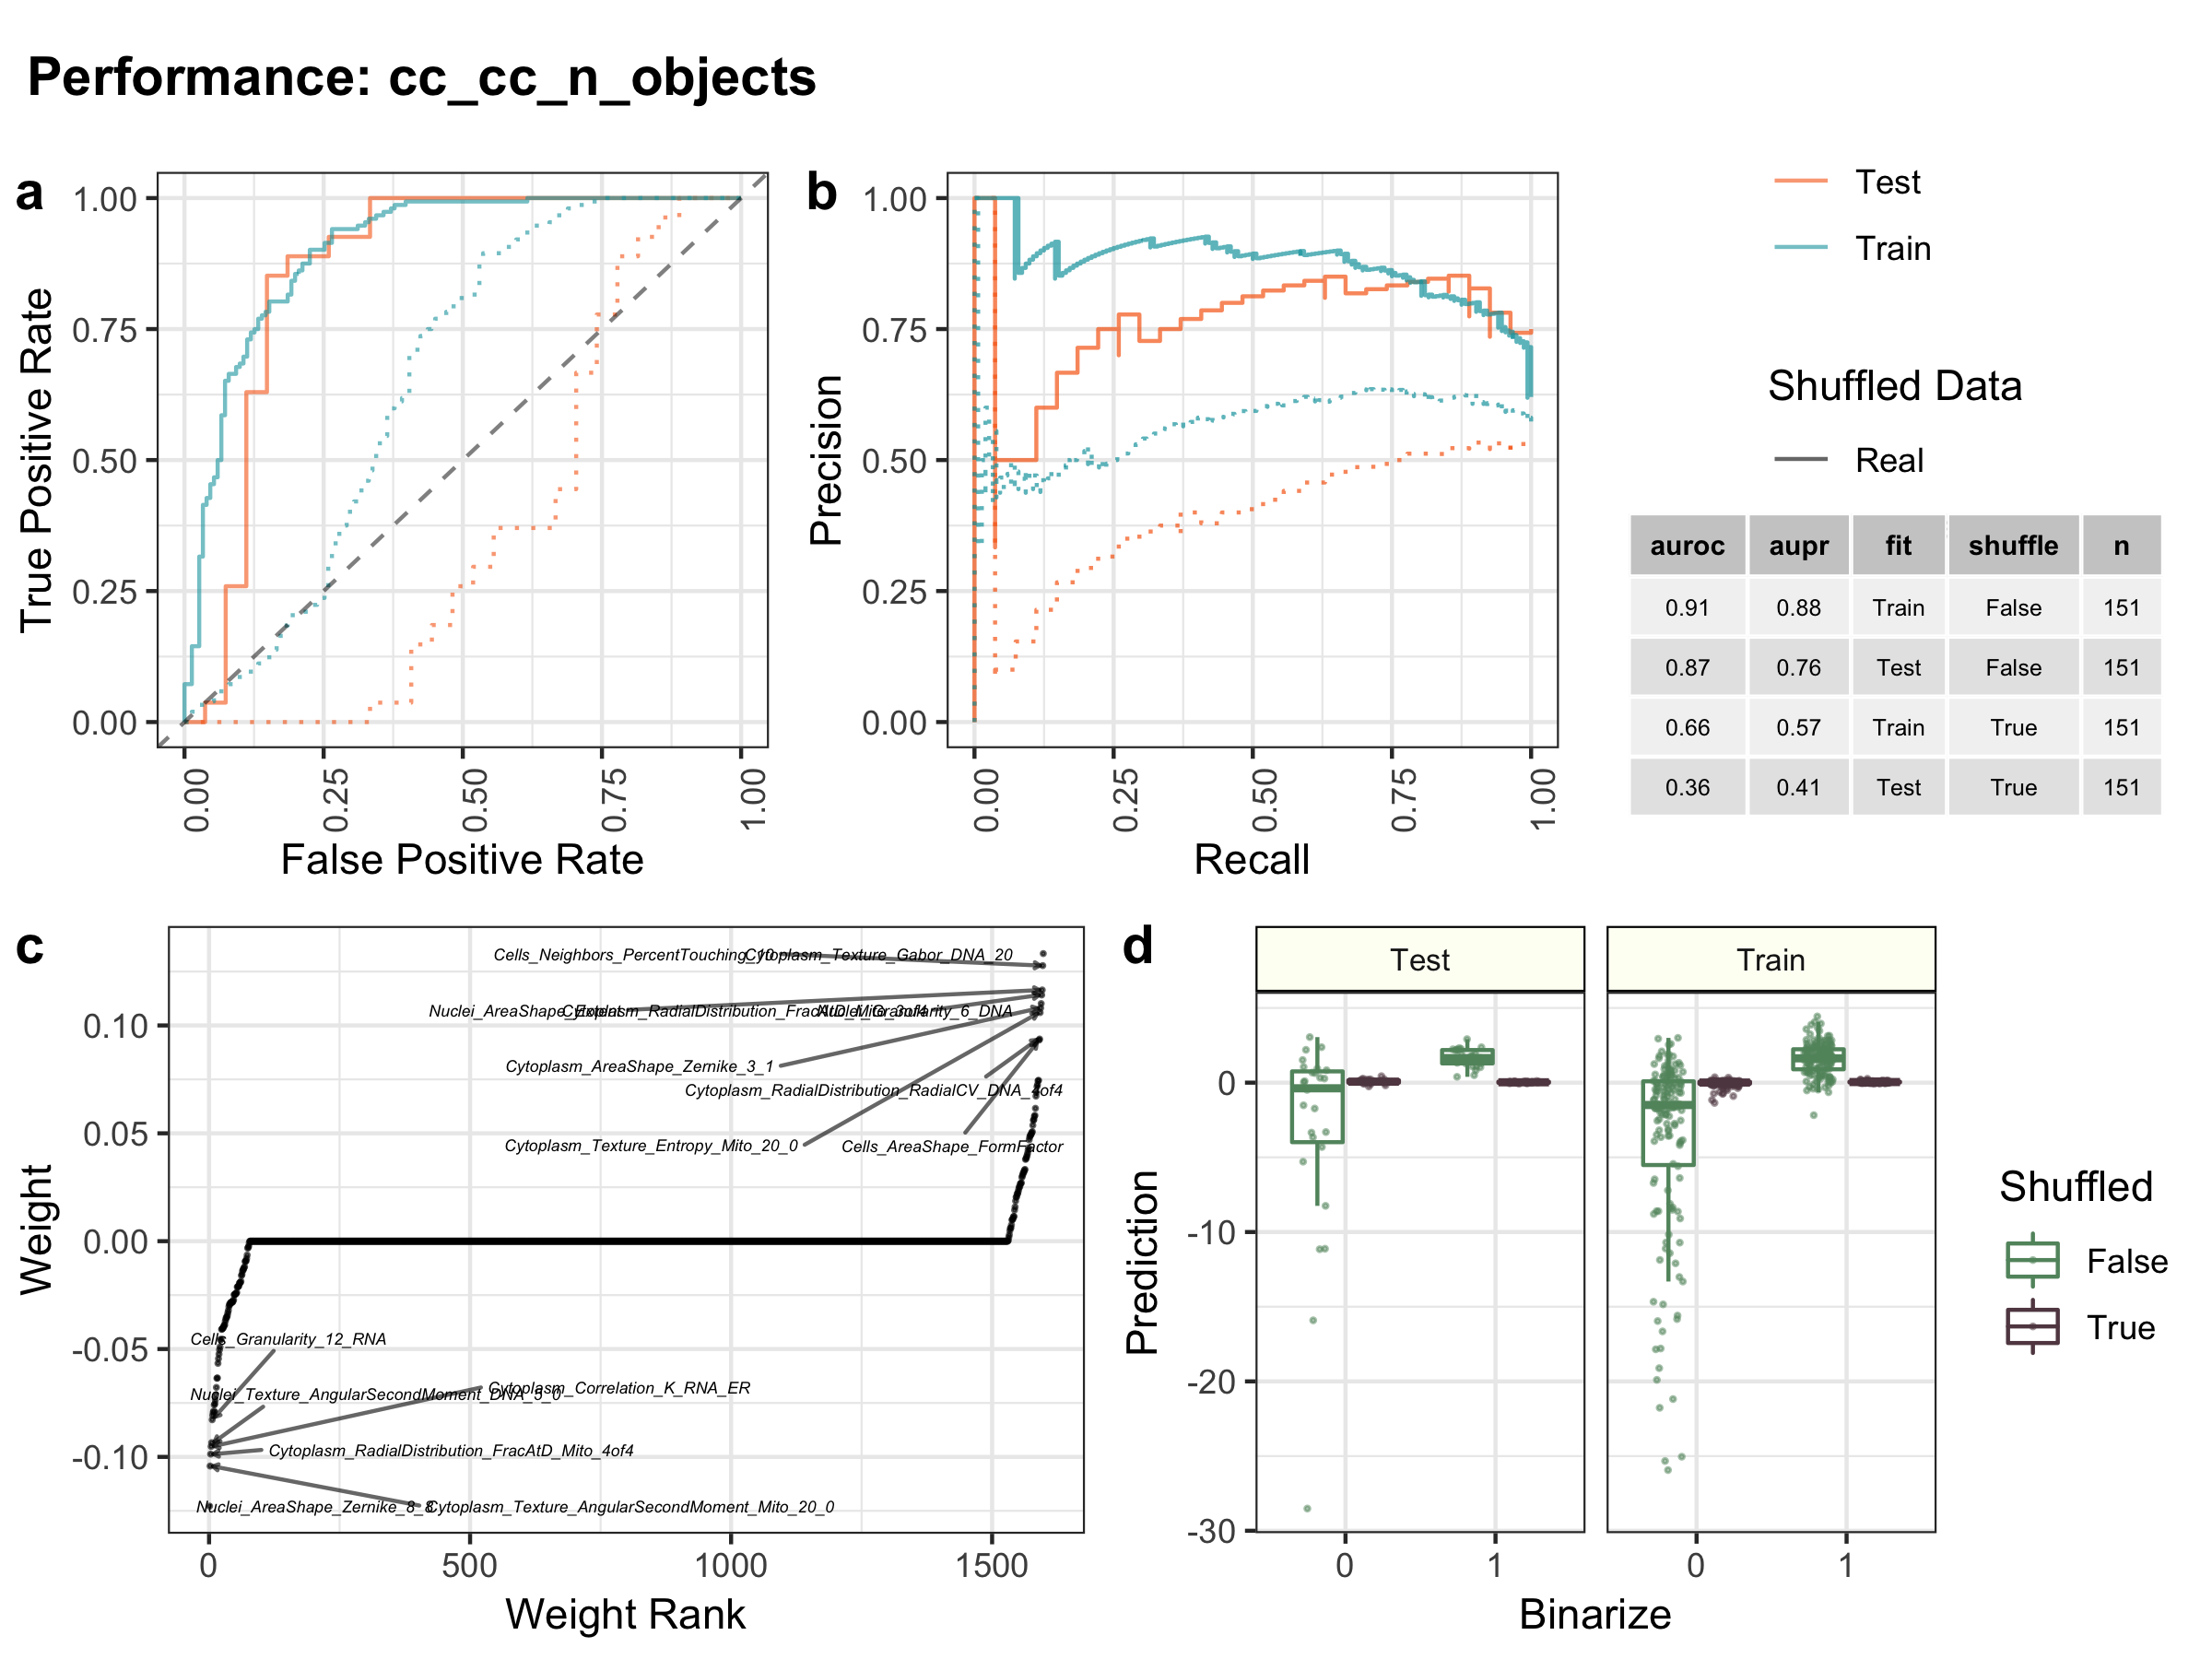 Performance: cc_cc_n_objects
a
1.00
0.75
0.50
0.25
0.00
True Positive Rate
0.00
0.25
0.50
0.75
1.00
False Positive Rate
b
1.00
0.75
0.50
0.25
0.00
Precision
0.00
0.25
0.50
0.75
1.00
Recall
Test
Train
Shuffled Data
Real
auroc aupr fit shuffle n
0.91 0.88 Train False 151
0.87 0.76 Test False 151
0.66 0.57 Train True 151
0.36 0.41 Test True 151
c
0.10
0.05
0.00
-0.05
-0.10
Weight
Cells_Neighbors_PercentTouching_10
Cytoplasm_Texture_Gabor_DNA_20
Nuclei_AreaShape_Extent
Cytoplasm_RadialDistribution_FracAtD_Mito_3of4
Nuclei_Granularity_6_DNA
Cytoplasm_AreaShape_Zernike_3_1
Cytoplasm_RadialDistribution_RadialCV_DNA_4of4
Cytoplasm_Texture_Entropy_Mito_20_0
Cells_AreaShape_FormFactor
Cells_Granularity_12_RNA
Nuclei_Texture_AngularSecondMoment_DNA_5_0
Cytoplasm_Correlation_K_RNA_ER
Cytoplasm_RadialDistribution_FracAtD_Mito_4of4
Nuclei_AreaShape_Zernike_8_8
Cytoplasm_Texture_AngularSecondMoment_Mito_20_0
0
500
1000
1500
Weight Rank
d
Test
Train
0
-10
-20
-30
Prediction
0
1
0
1
Binarize
Shuffled
False
True